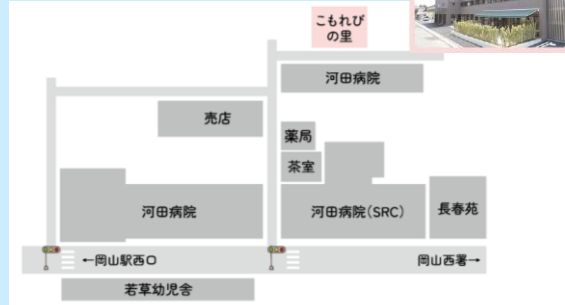 こもれび
の里
河田病院
売店
薬局
茶室
河田病院
河田病院(SRC)
長春苑
←岡山駅西口
岡山西署→
若草幼児舎